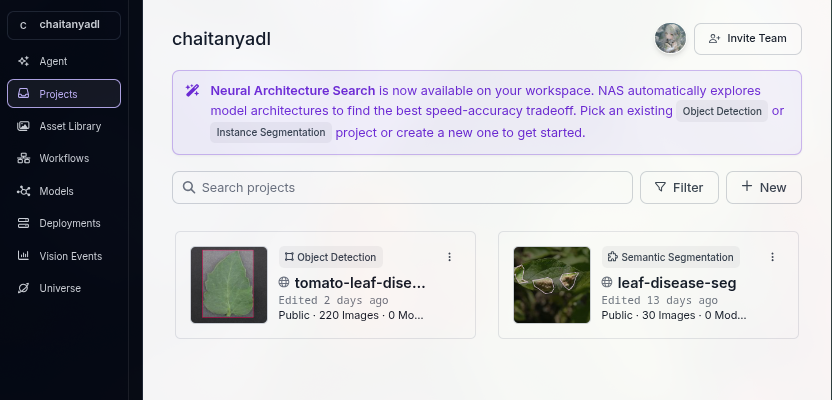 C chaitanyadl
Agent
Projects
Asset Library
Workflows
Models
Deployments
Vision Events
Universe
chaitanyadl
Invite Team
Neural Architecture Search is now available on your workspace. NAS automatically explores
model architectures to find the best speed-accuracy tradeoff. Pick an existing Object Detection or
Instance Segmentation project or create a new one to get started.
Search projects
Filter
New
Object Detection
tomato-leaf-dise...
Edited 2 days ago
Public · 220 Images · 0 Mo...
Semantic Segmentation
leaf-disease-seg
Edited 13 days ago
Public · 30 Images · 0 Mod...